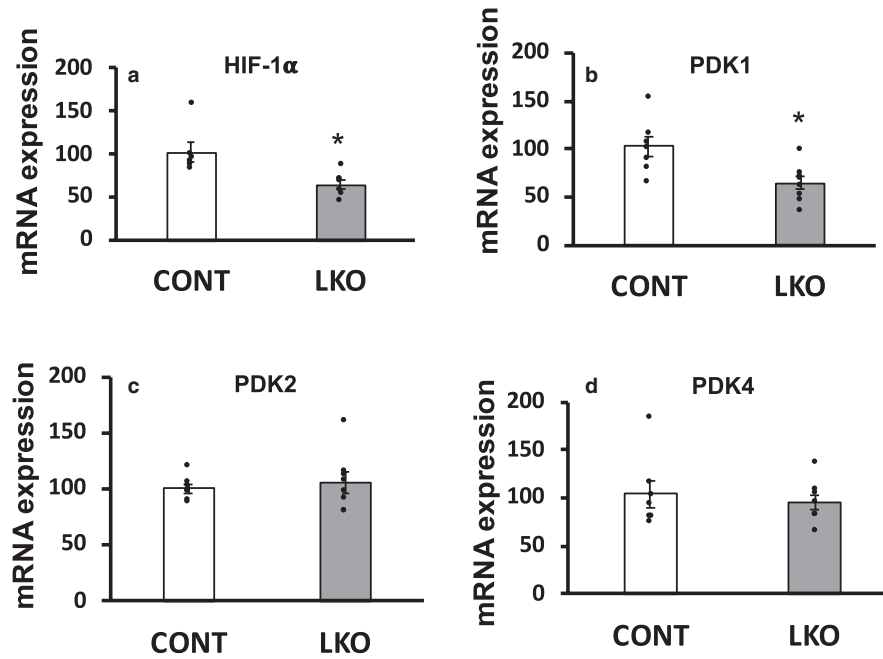 a HIF-1α
mRNA expression
200
150
100
50
0
*
CONT LKO
b PDK1
mRNA expression
200
150
100
50
0
*
CONT LKO
c PDK2
mRNA expression
200
150
100
50
0
CONT LKO
d PDK4
mRNA expression
200
150
100
50
0
CONT LKO